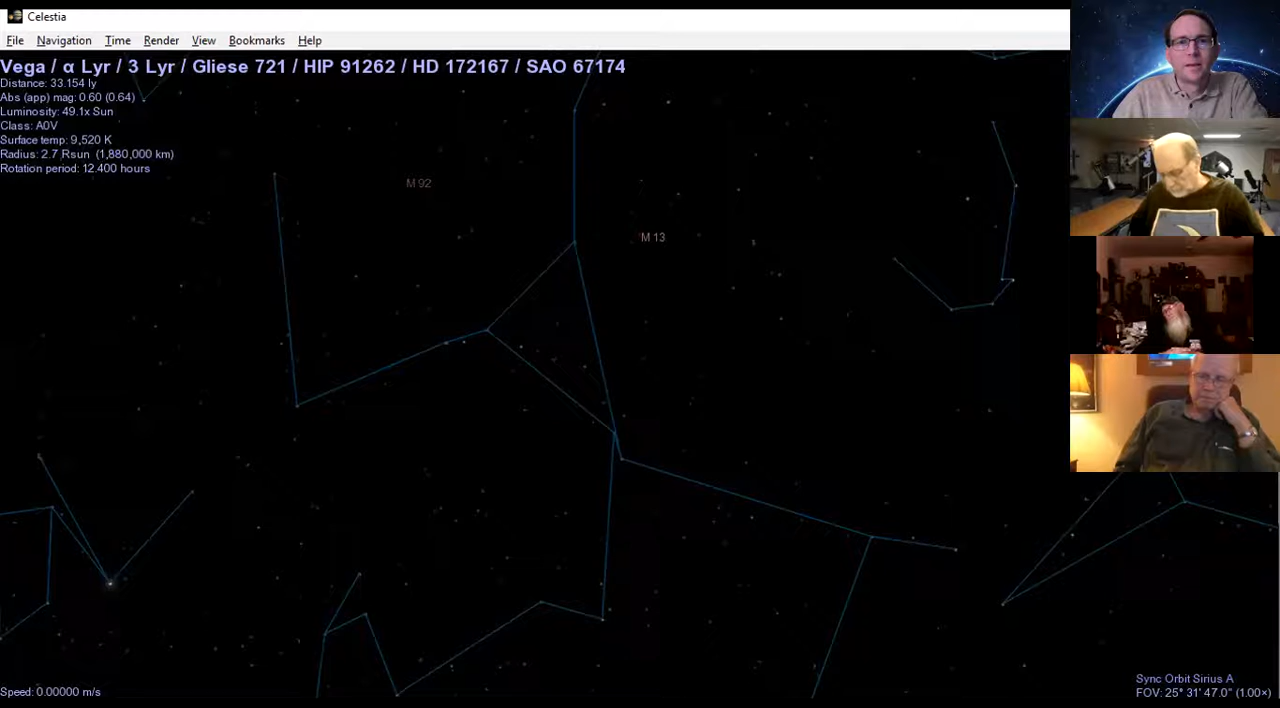 Celestia
File Navigation Time Render View Bookmarks Help
Vega / α Lyr / 3 Lyr / Gliese 721 / HIP 91262 / HD 172167 / SAO 67174
Distance: 33.154 ly
Abs (app) mag: 0.60 (0.64)
Luminosity: 49.1x Sun
Class: A0V
Surface temp: 9,520 K
Radius: 2.7 Rsun (1,880,000 km)
Rotation period: 12.400 hours
M 92
M 13
Speed: 0.00000 m/s
Sync Orbit Sirius A
FOV: 25° 31' 47.0" (1.00×)